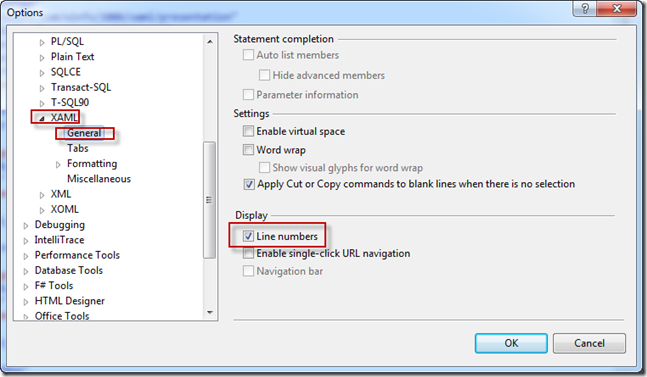 Options
PL/SQL
Plain Text
SQLCE
Transact-SQL
T-SQL90
XAML
General
Tabs
Formatting
Miscellaneous
XML
XOML
Debugging
IntelliTrace
Performance Tools
Database Tools
F# Tools
HTML Designer
Office Tools
Statement completion
Auto list members
Hide advanced members
Parameter information
Settings
Enable virtual space
Word wrap
Show visual glyphs for word wrap
Apply Cut or Copy commands to blank lines when there is no selection
Display
Line numbers
Enable single-click URL navigation
Navigation bar
OK
Cancel